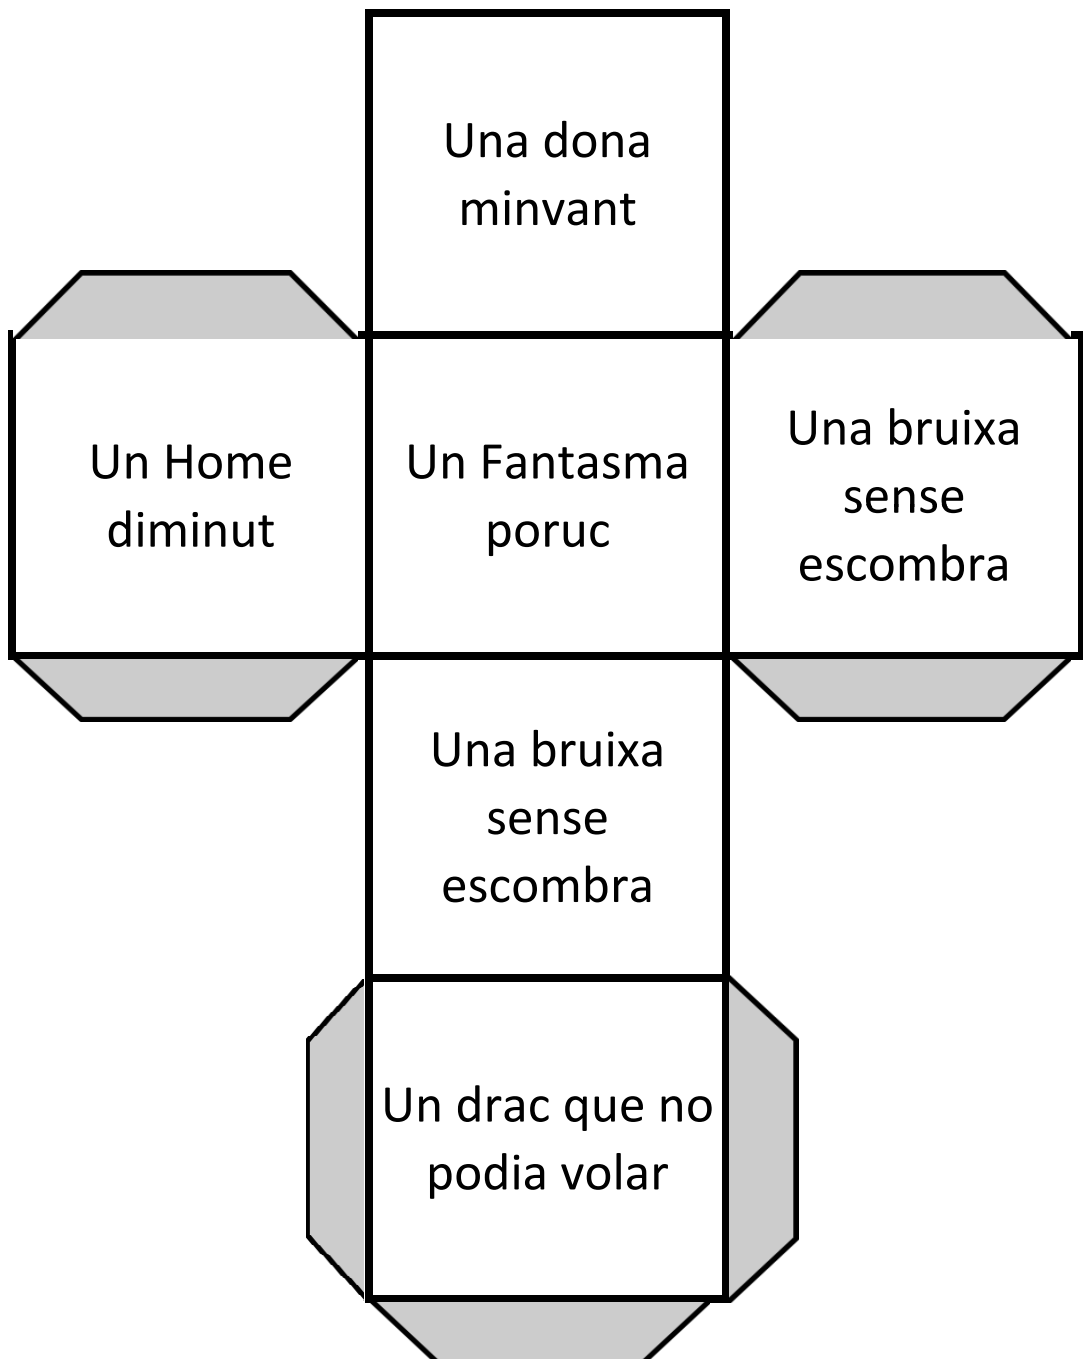 Una dona
minvant
Un Home
diminut
Un Fantasma
poruc
Una bruixa
sense
escombra
Una bruixa
sense
escombra
Un drac que no
podia volar